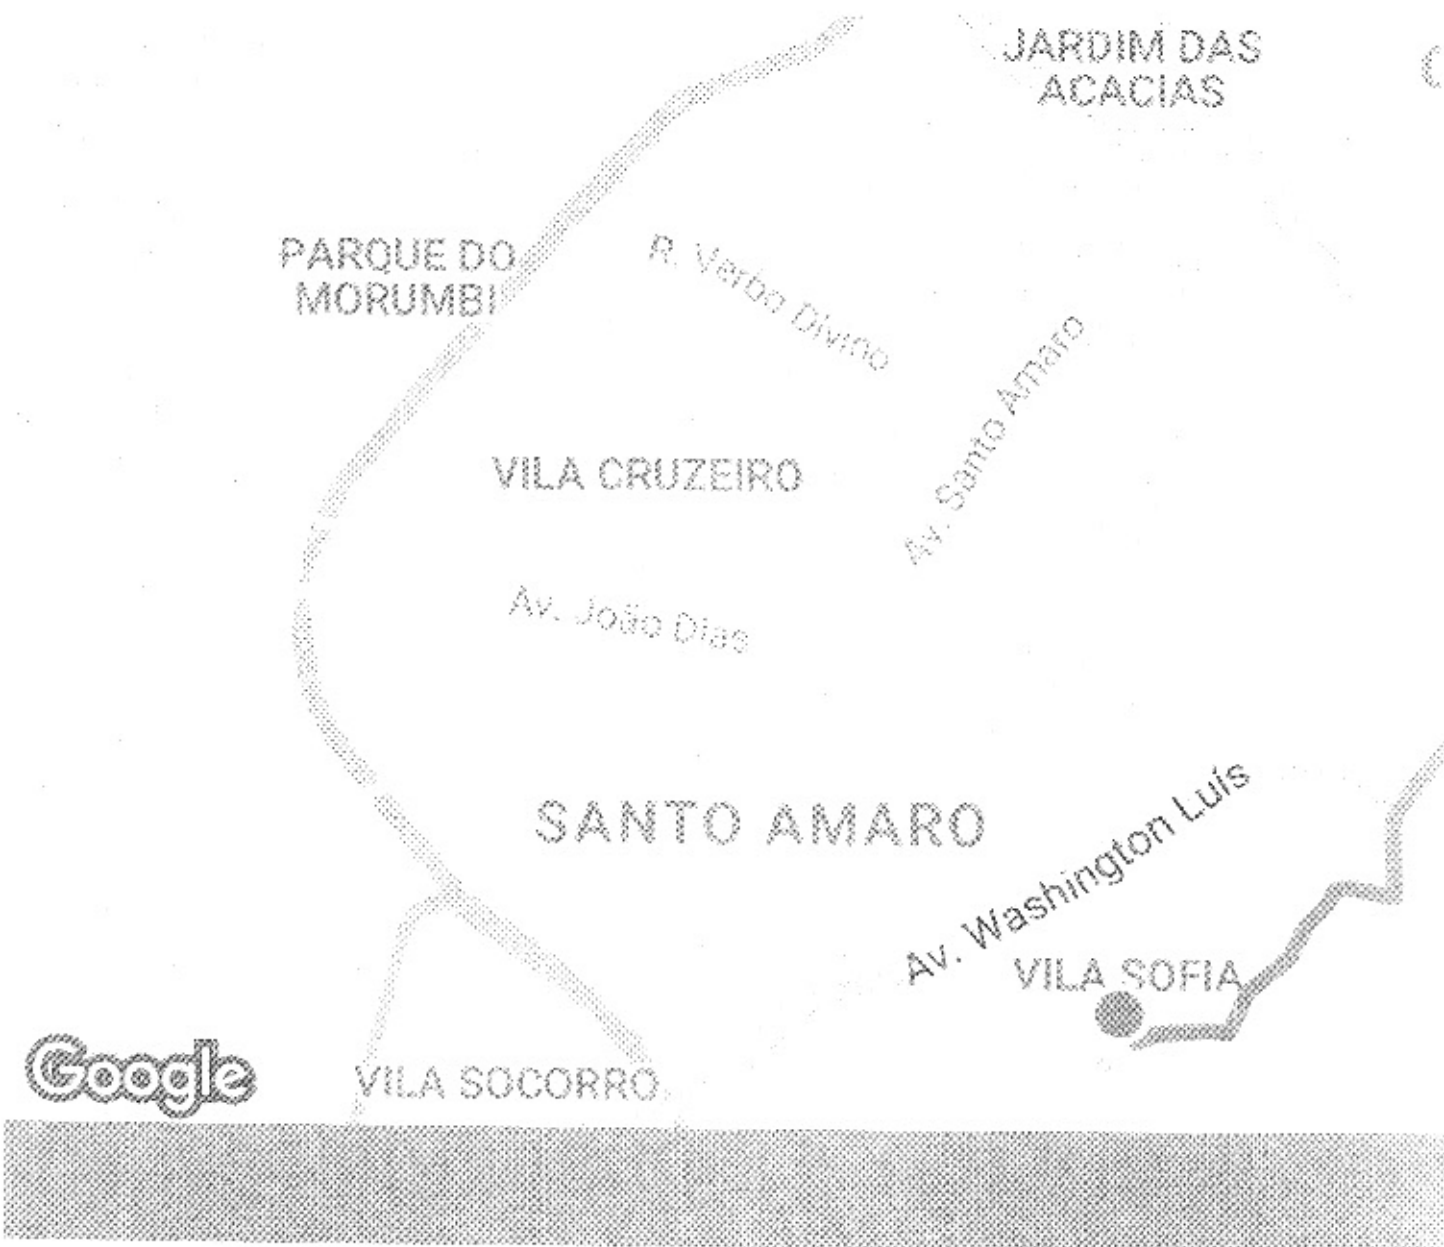 JARDIM DAS
ACACIAS
PARQUE DO
MORUMBI
R. Verbo Divino
Av. Santo Amaro
VILA CRUZEIRO
Av. João Dias
SANTO AMARO
Av. Washington Luís
VILA SOFIA
Google
VILA SOCORRO